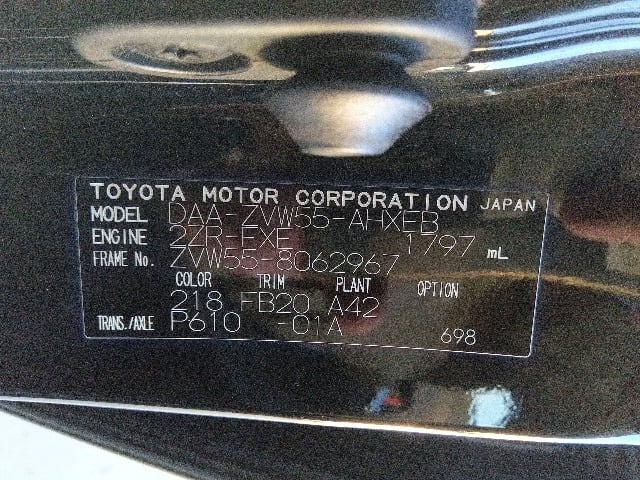 TOYOTA MOTOR CORPORATION JAPAN
MODEL DAA-ZVW55-AHXEB
ENGINE 2ZR-FXE 1797 mL
FRAME No. ZVW55-8062967
COLOR TRIM PLANT OPTION
218 FB20 A42
TRANS./AXLE P610 -01A 698